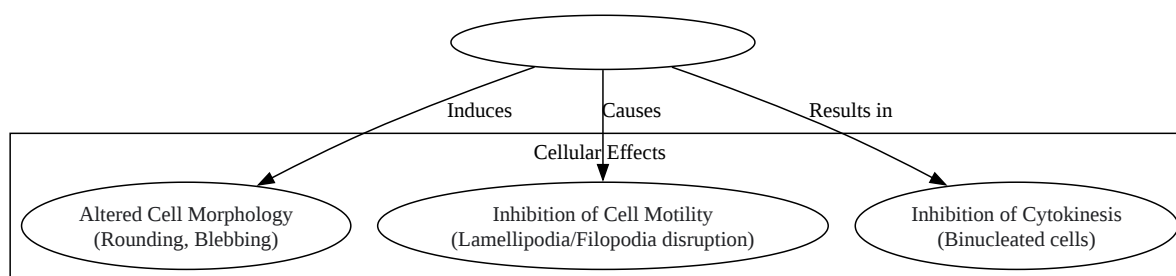 Induces
Causes
Results in
Cellular Effects
Altered Cell Morphology
(Rounding, Blebbing)
Inhibition of Cell Motility
(Lamellipodia/Filopodia disruption)
Inhibition of Cytokinesis
(Binucleated cells)